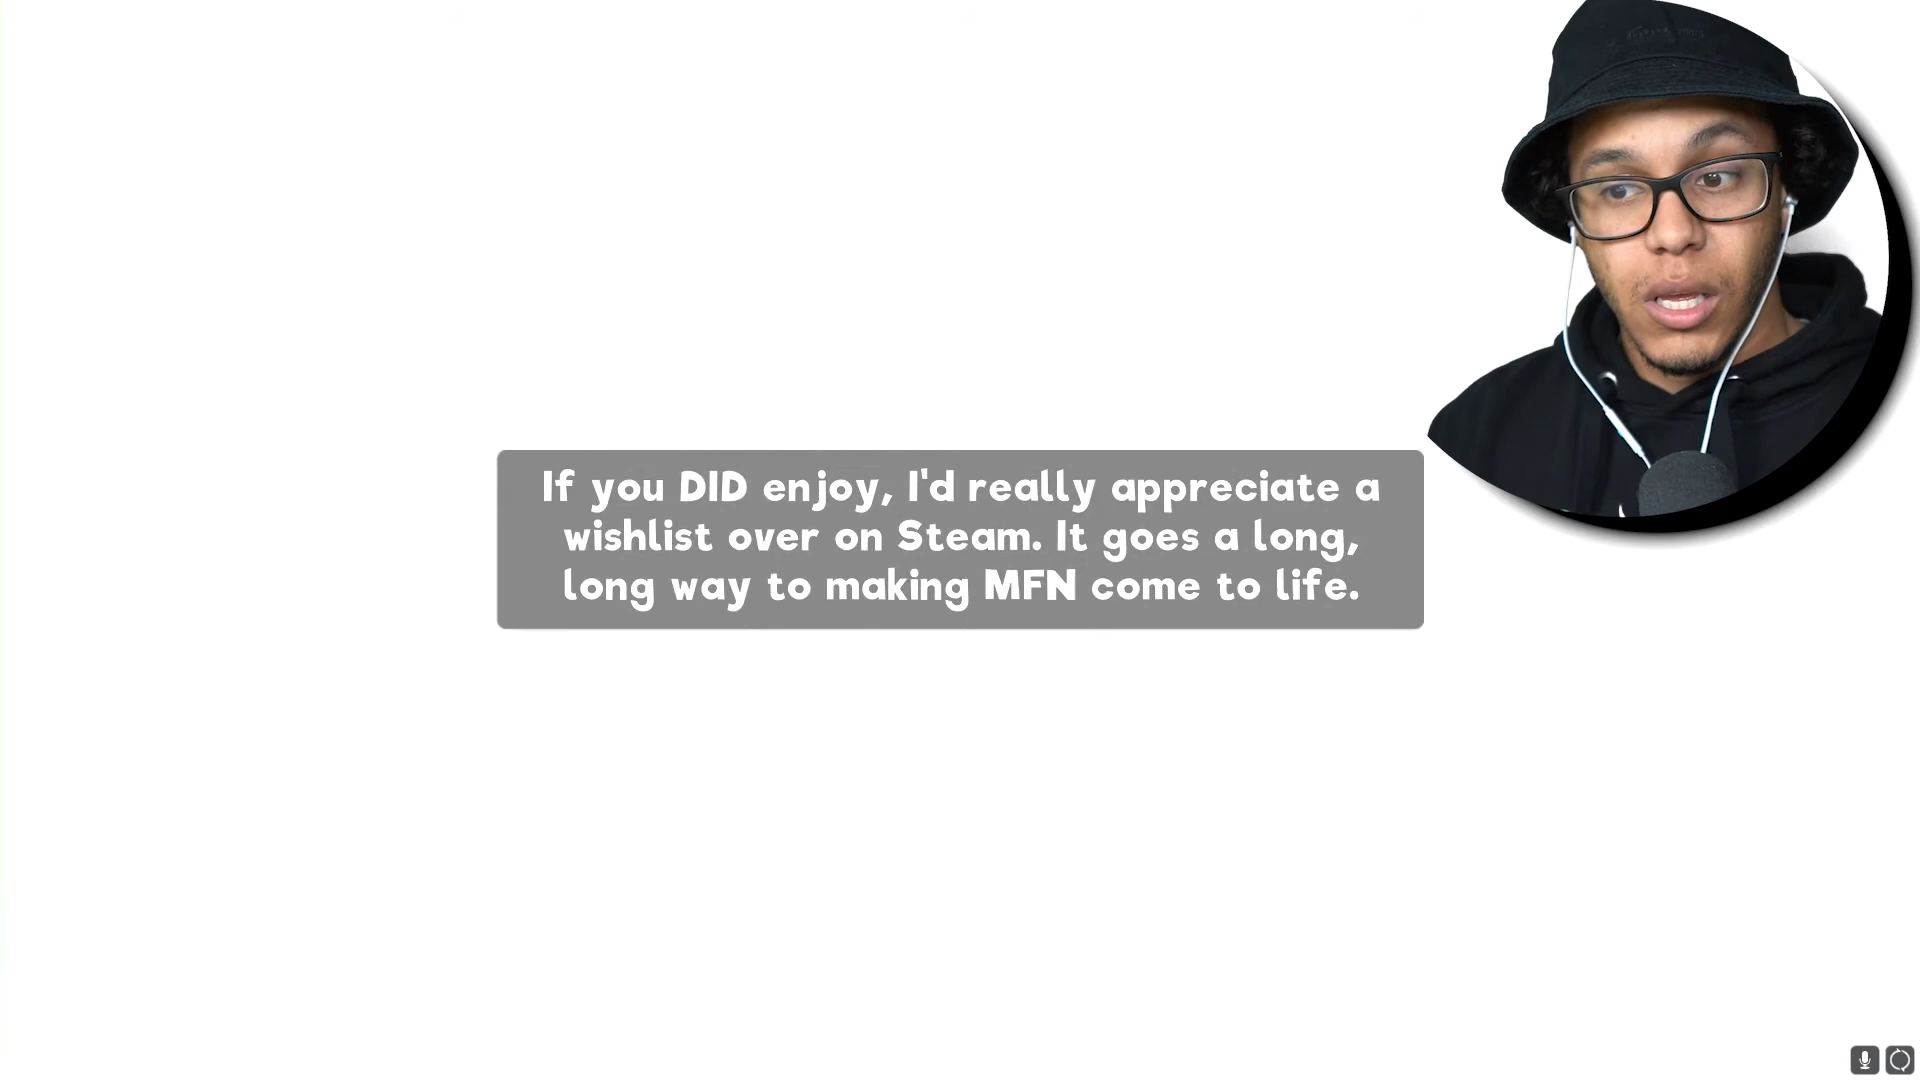 If you DID enjoy, I'd really appreciate a
wishlist over on Steam. It goes a long,
long way to making MFN come to life.